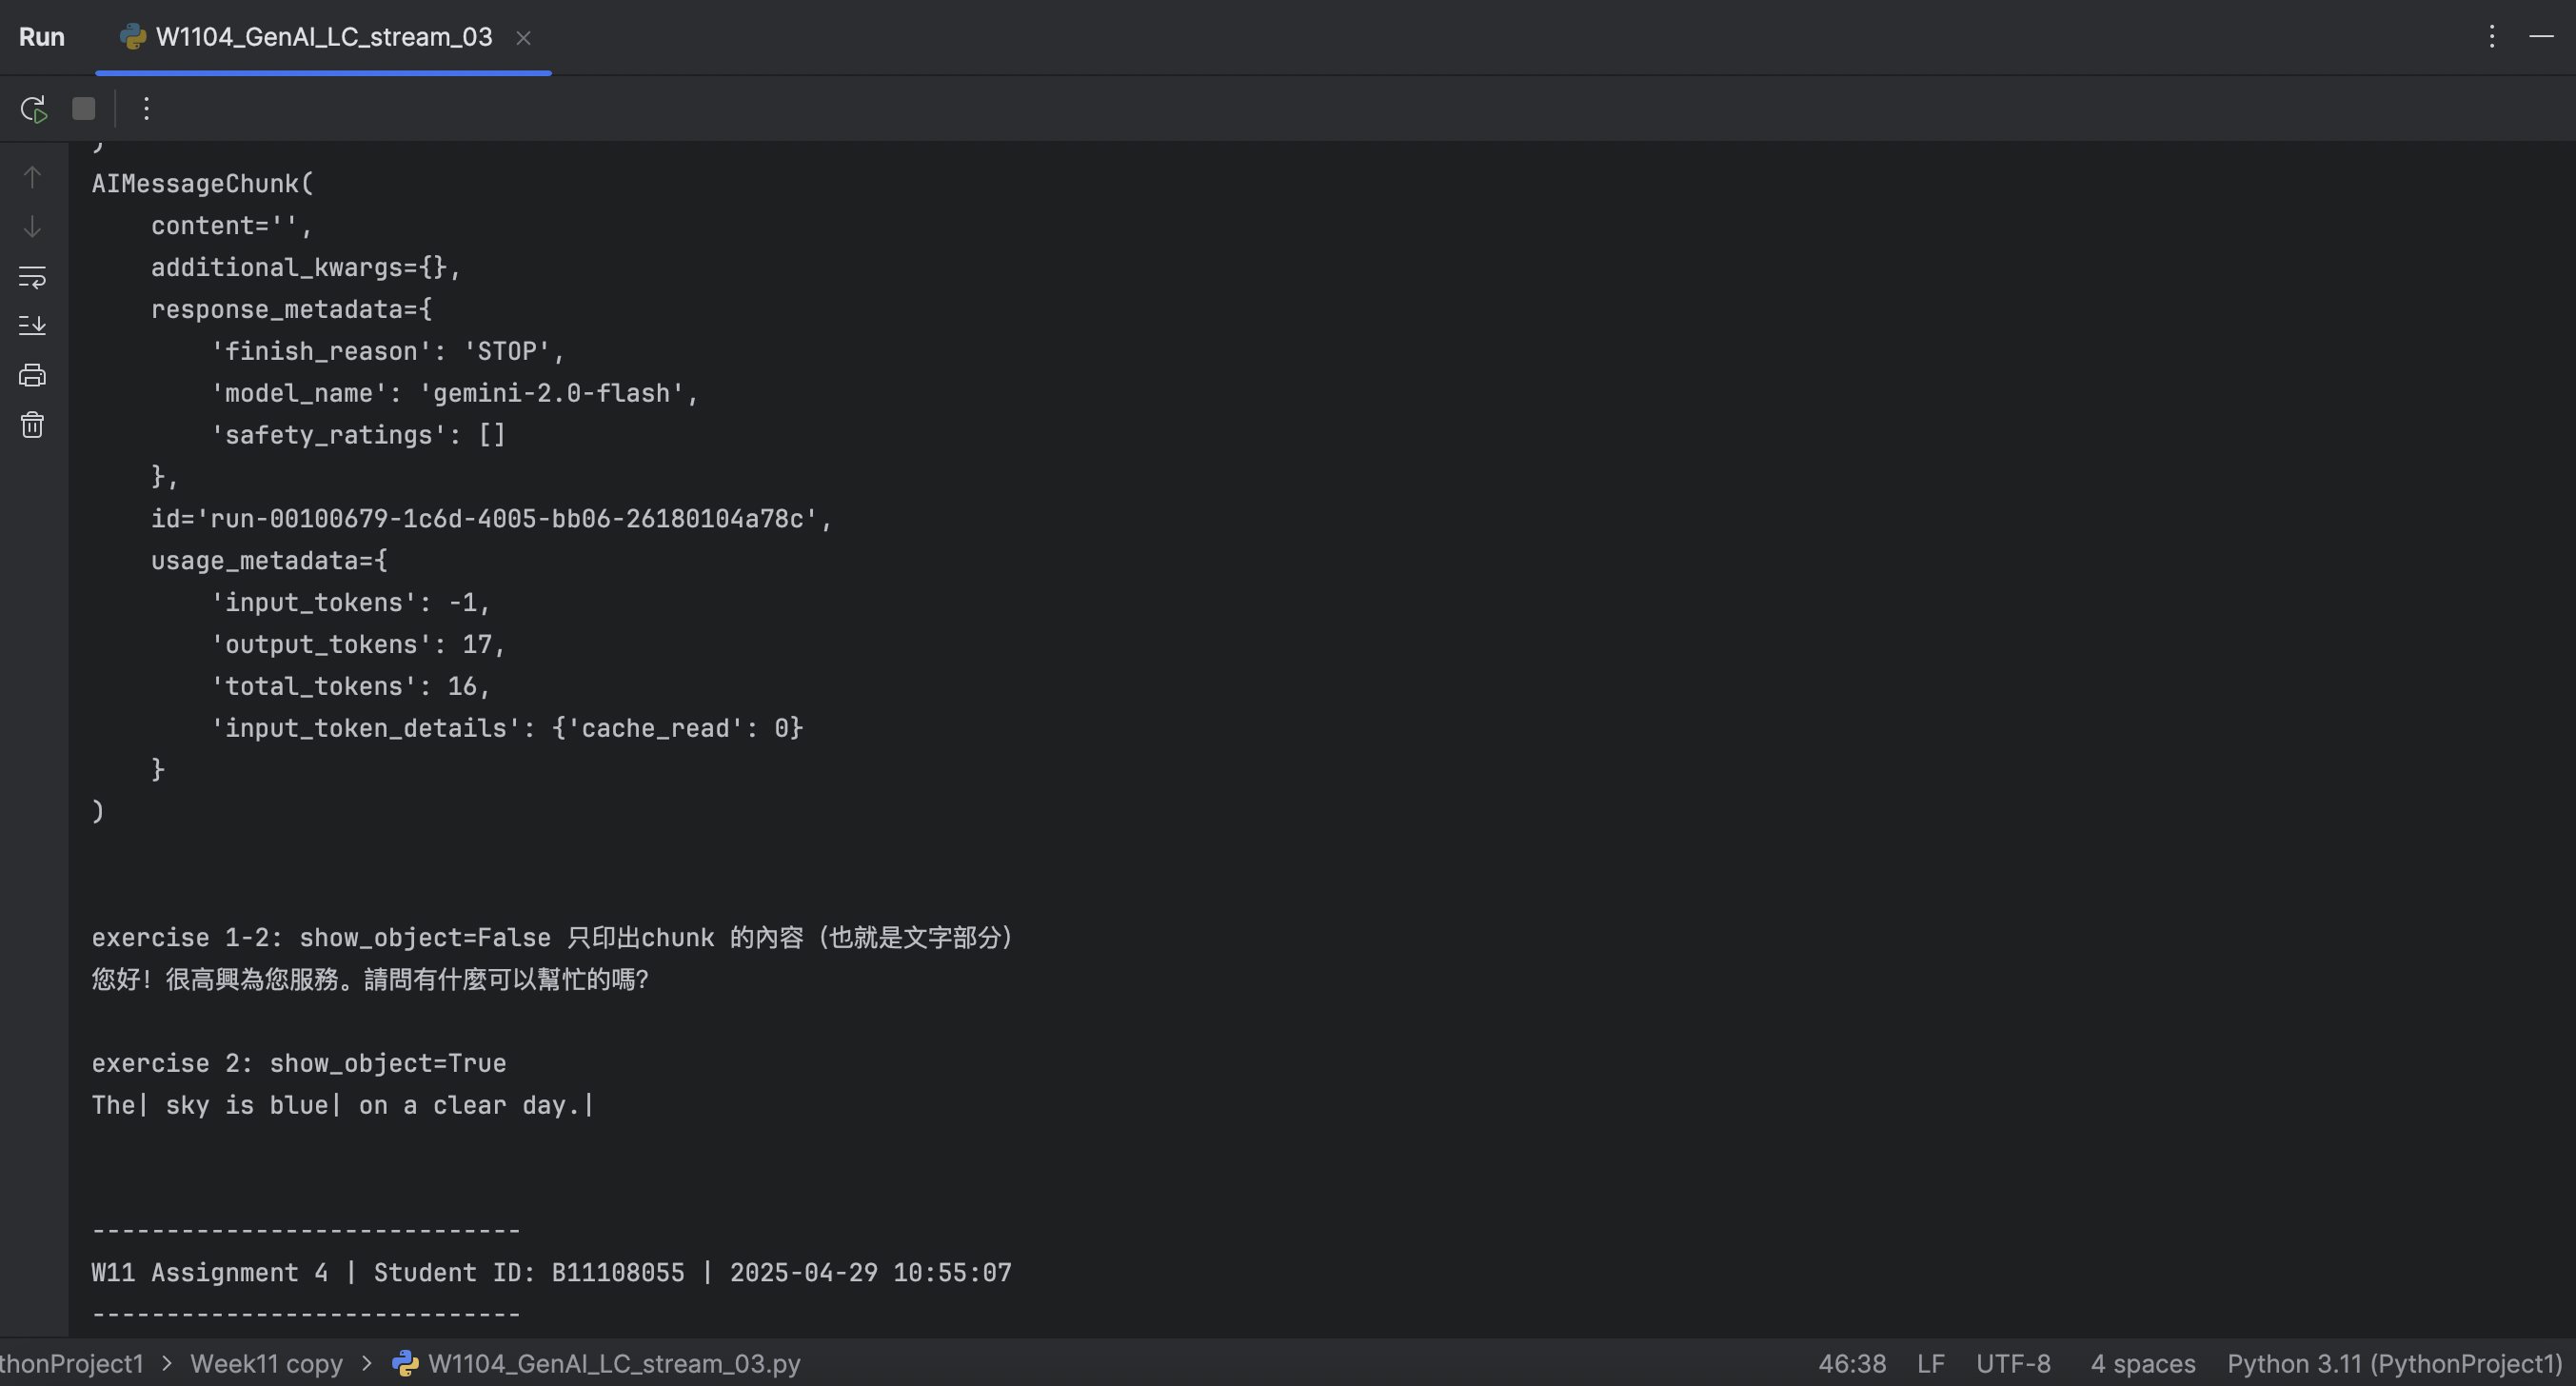 Run W1104_GenAI_LC_stream_03
)
AIMessageChunk(
    content='',
    additional_kwargs={},
    response_metadata={
        'finish_reason': 'STOP',
        'model_name': 'gemini-2.0-flash',
        'safety_ratings': []
    },
    id='run-00100679-1c6d-4005-bb06-26180104a78c',
    usage_metadata={
        'input_tokens': -1,
        'output_tokens': 17,
        'total_tokens': 16,
        'input_token_details': {'cache_read': 0}
    }
)
exercise 1-2: show_object=False 只印出chunk 的內容（也就是文字部分）
您好！很高興為您服務。請問有什麼可以幫忙的嗎？
exercise 2: show_object=True
The| sky is blue| on a clear day.|
-----------------------------
W11 Assignment 4 | Student ID: B11108055 | 2025-04-29 10:55:07
-----------------------------
thonProject1 > Week11 copy > W1104_GenAI_LC_stream_03.py 46:38 LF UTF-8 4 spaces Python 3.11 (PythonProject1)